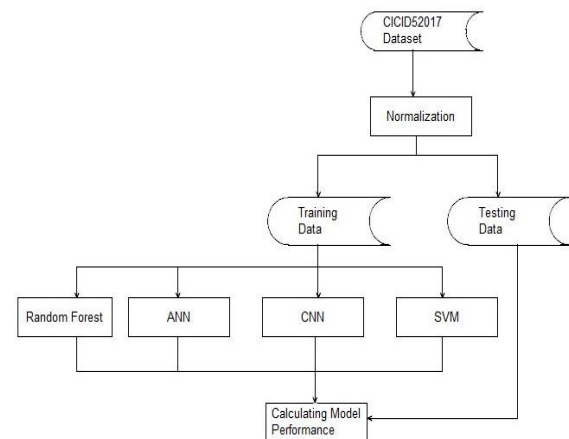 CICID52017
Dataset
Normalization
Training
Data
Testing
Data
Random Forest
ANN
CNN
SVM
Calculating Model
Performance